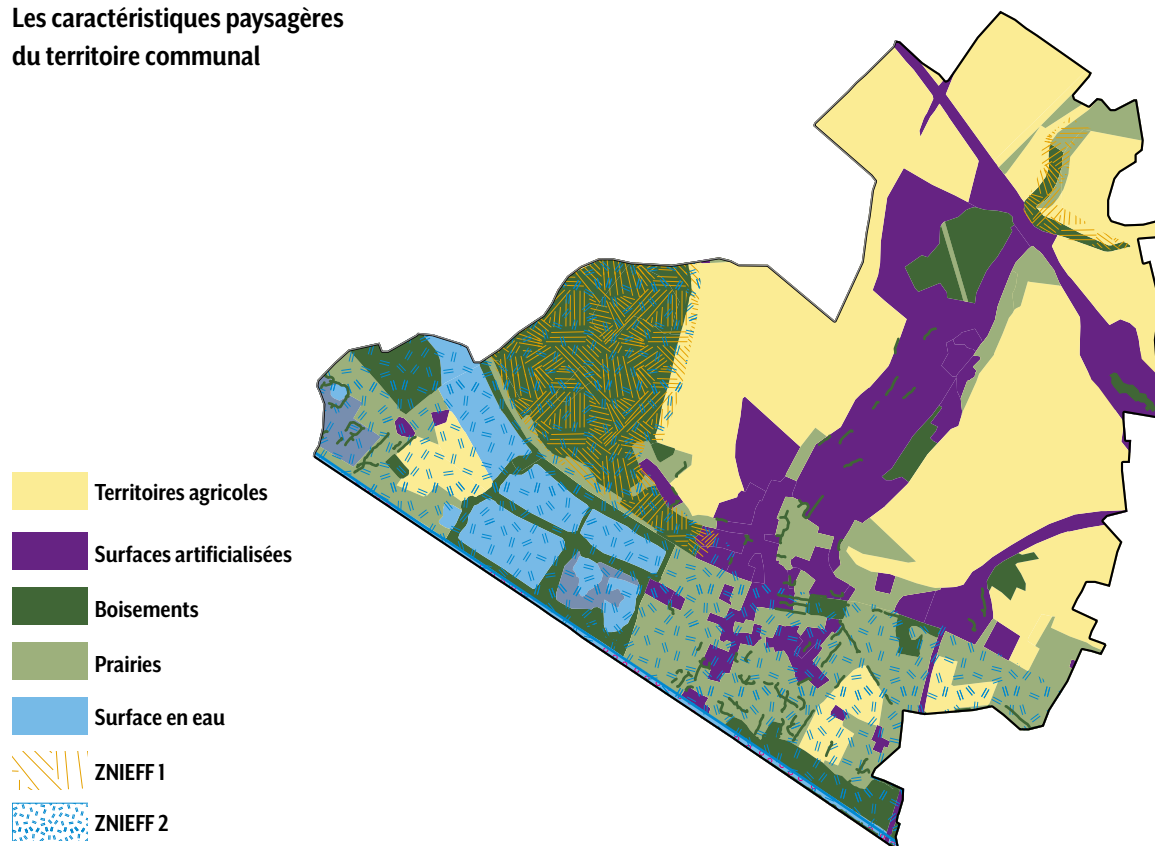 Les caractéristiques paysagères
du territoire communal
Territoires agricoles
Surfaces artificialisées
Boisements
Prairies
Surface en eau
ZNIEFF 1
ZNIEFF 2